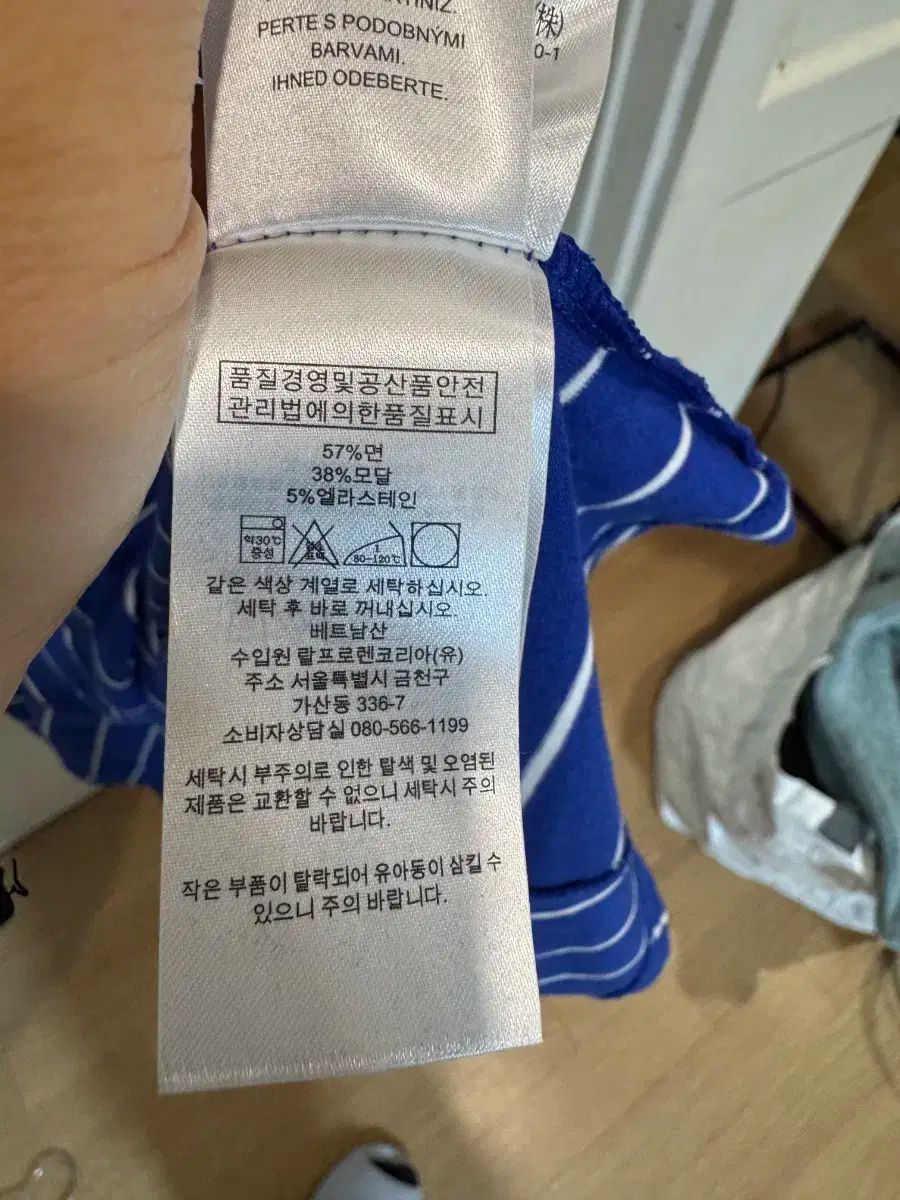 PERTE S PODOBNÝMI
BARVAMI.
IHNED ODEBERTE.
(株)
0-1
품질경영및공산품안전
관리법에의한품질표시
57%면
38%모달
5%엘라스테인
약30℃
중성
80-120℃
같은 색상 계열로 세탁하십시오.
세탁 후 바로 꺼내십시오.
베트남산
수입원 랄프로렌코리아(유)
주소 서울특별시 금천구
가산동 336-7
소비자상담실 080-566-1199
세탁시 부주의로 인한 탈색 및 오염된
제품은 교환할 수 없으니 세탁시 주의
바랍니다.
작은 부품이 탈락되어 유아동이 삼킬 수
있으니 주의 바랍니다.